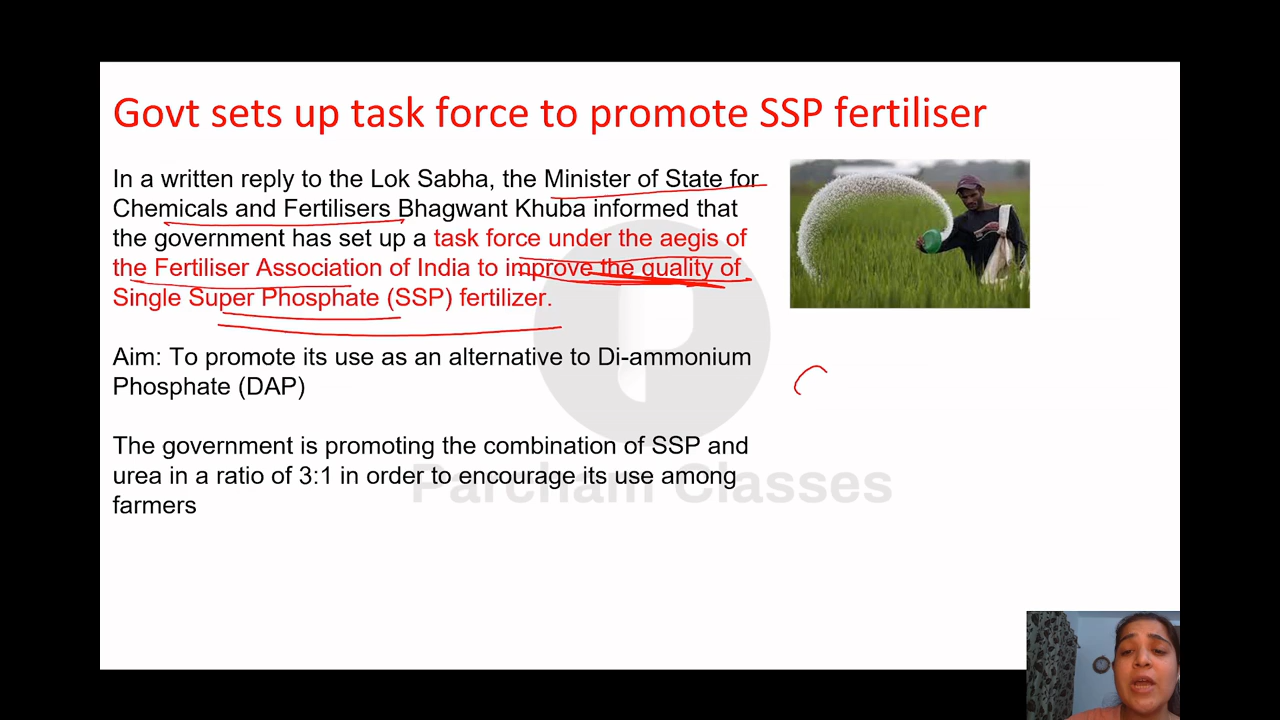 Govt sets up task force to promote SSP fertiliser
In a written reply to the Lok Sabha, the Minister of State for
Chemicals and Fertilisers Bhagwant Khuba informed that
the government has set up a task force under the aegis of
the Fertiliser Association of India to improve the quality of
Single Super Phosphate (SSP) fertilizer.
Aim: To promote its use as an alternative to Di-ammonium
Phosphate (DAP)
The government is promoting the combination of SSP and
urea in a ratio of 3:1 in order to encourage its use among
farmers
Parcham Classes